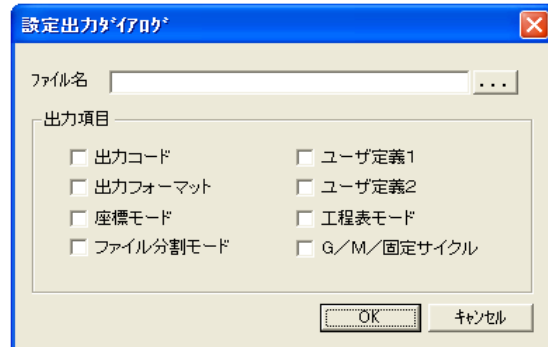 設定出力ﾀﾞｲｱﾛｸﾞ
ﾌｧｲﾙ名 ...
出力項目
出力コード ユーザ定義1
出力フォーマット ユーザ定義2
座標モード 工程表モード
ファイル分割モード G／M／固定サイクル
OK ｷｬﾝｾﾙ